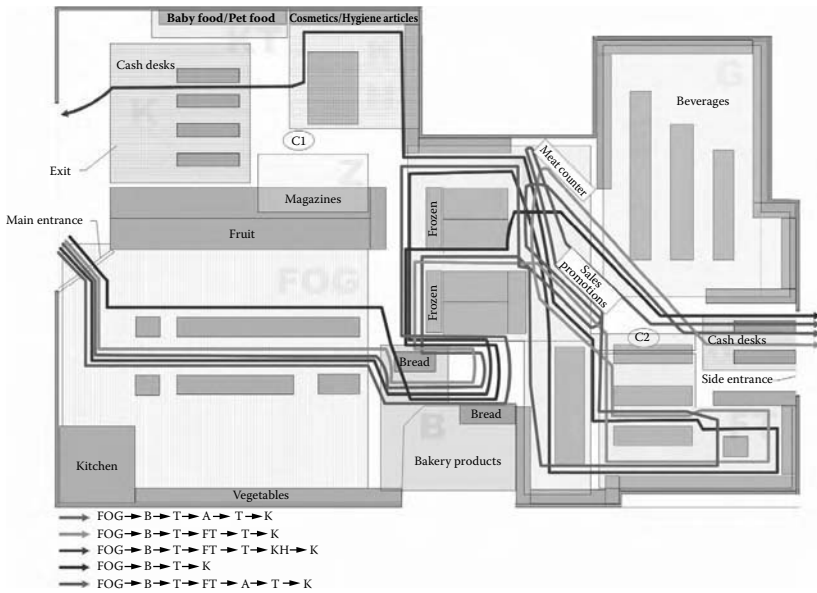 Baby food/Pet food
Cosmetics/Hygiene articles
KT
Cash desks
K
G
Beverages
C1
Exit
Meat counter
Z
Magazines
Main entrance
Fruit
Frozen
FOG
Sales
promotions
Frozen
C2
Cash desks
Bread
Side entrance
Bread
B
Bakery products
Kitchen
Vegetables
FOG → B → T → A → T → K
FOG → B → T → FT → T → K
FOG → B → T → FT → T → KH → K
FOG → B → T → K
FOG → B → T → FT → A → T → K